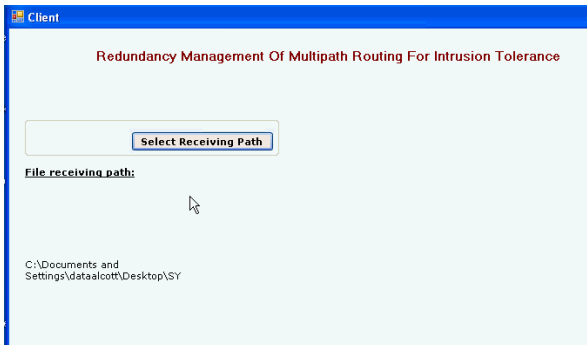 Client
Redundancy Management Of Multipath Routing For Intrusion Tolerance
Select Receiving Path
File receiving path:
C:\Documents and
Settings\dataalcott\Desktop\SY